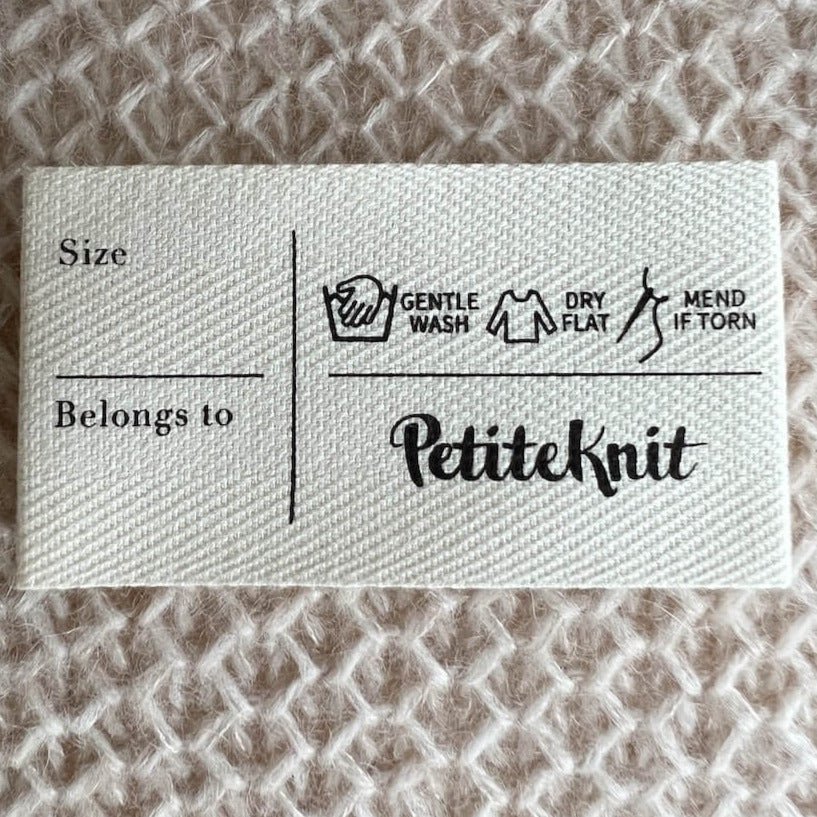 Size
Belongs to
GENTLE
WASH
DRY
FLAT
MEND
IF TORN
PetiteKnit